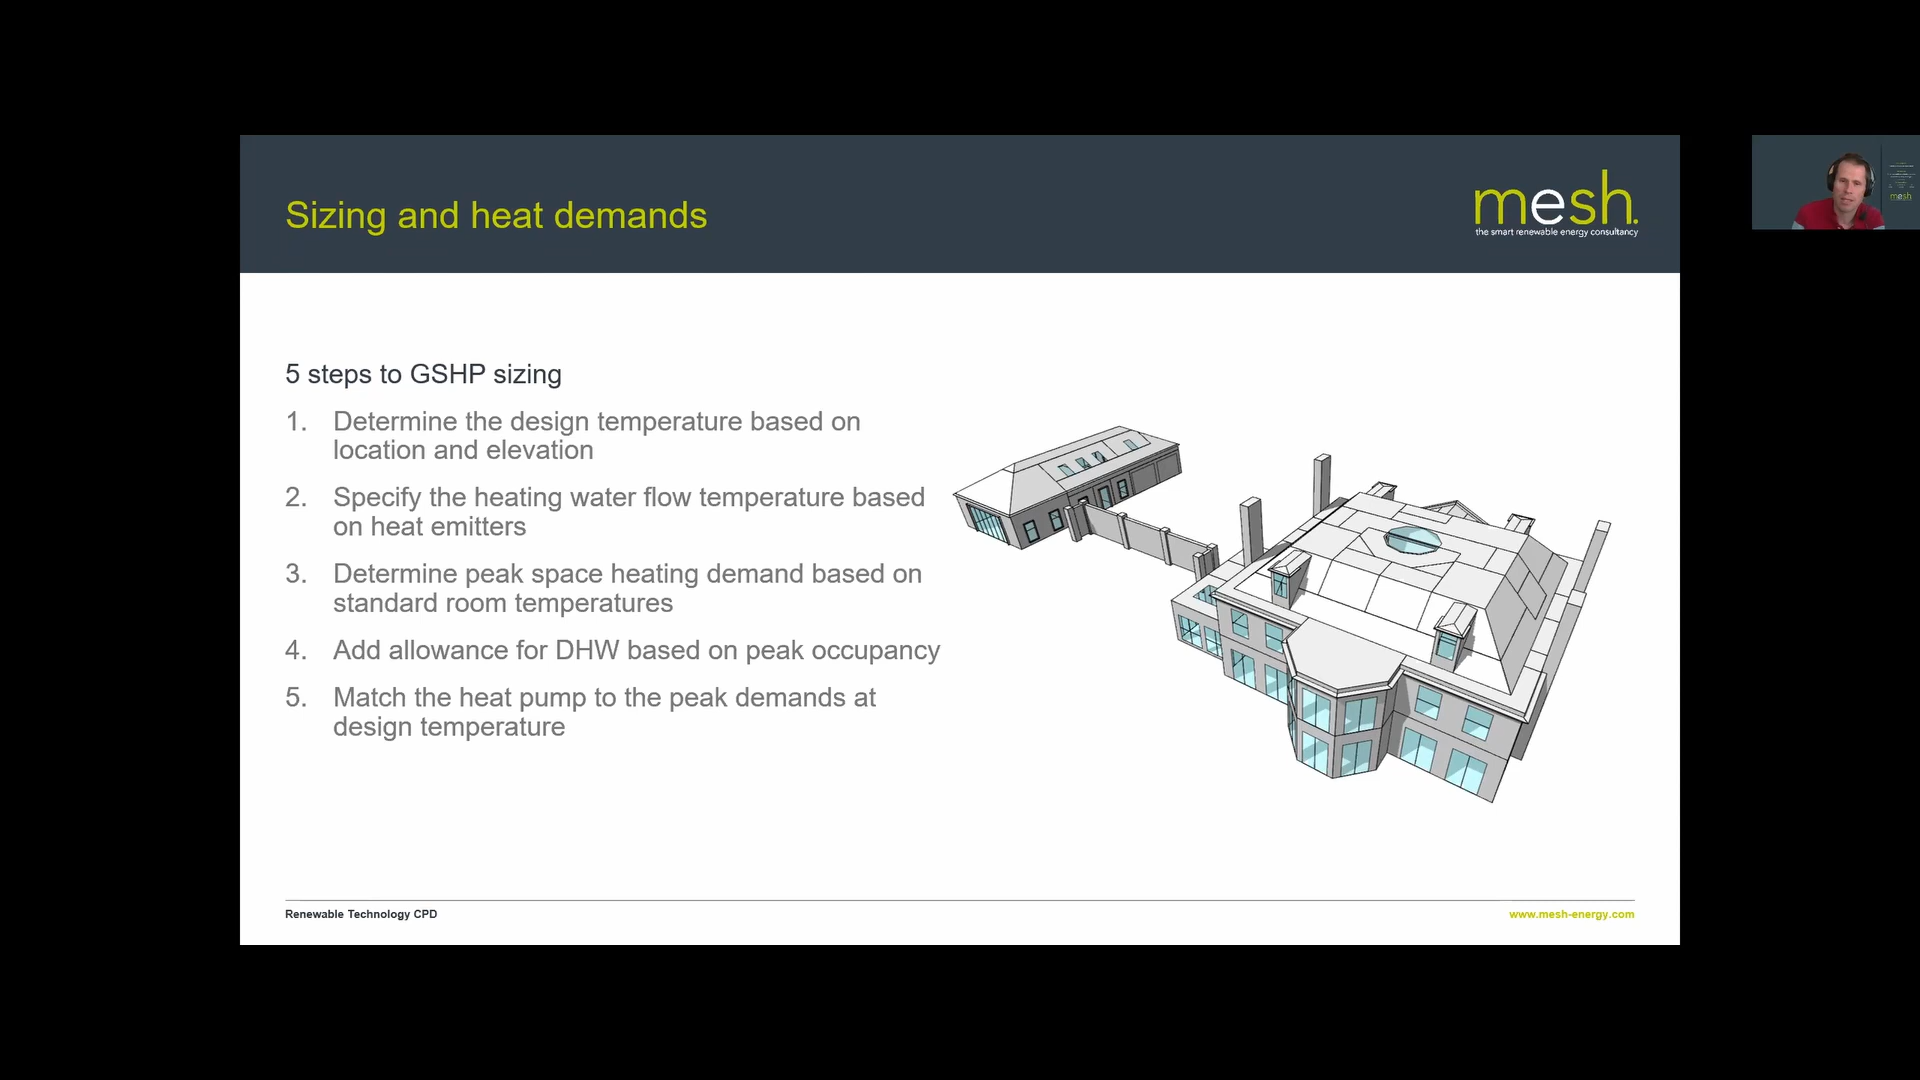 Sizing and heat demands
mesh.
the smart renewable energy consultancy
mesh
5 steps to GSHP sizing
1. Determine the design temperature based on
location and elevation
2. Specify the heating water flow temperature based
on heat emitters
3. Determine peak space heating demand based on
standard room temperatures
4. Add allowance for DHW based on peak occupancy
5. Match the heat pump to the peak demands at
design temperature
Renewable Technology CPD
www.mesh-energy.com